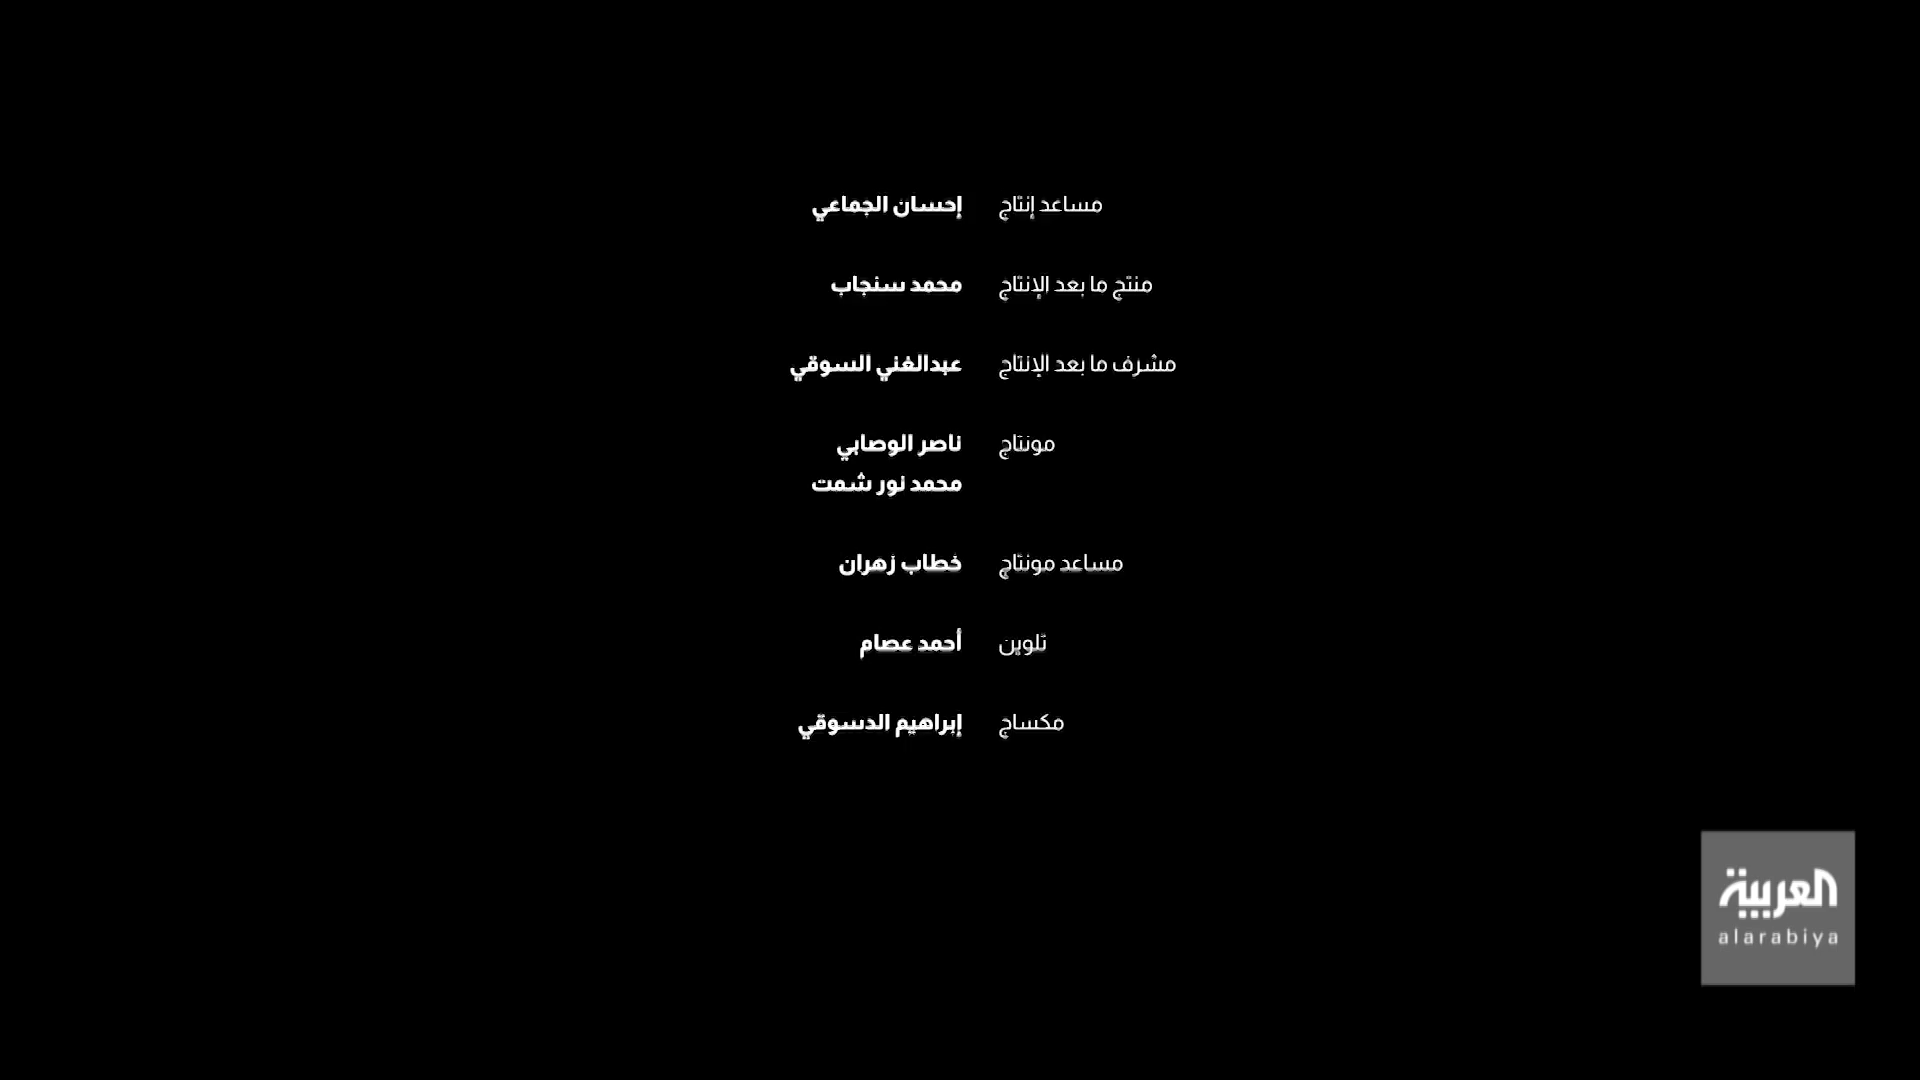 مساعد إنتاج إحسان الجماعي
منتج ما بعد الإنتاج محمد سنجاب
مشرف ما بعد الإنتاج عبدالغني السوقي
مونتاج ناصر الوصابي
محمد نور شمت
مساعد مونتاج خطاب زهران
تلوين أحمد عصام
مكساج إبراهيم الدسوقي
العربية
alarabiya